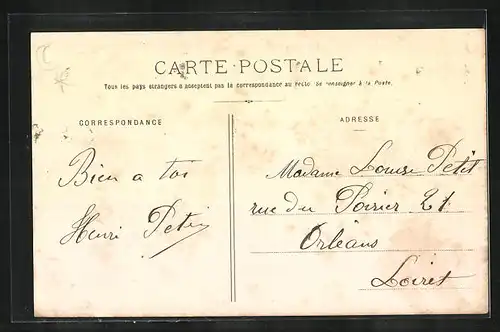 CARTE POSTALE
Tous les pays étrangers n'acceptent pas la correspondance au recto. Se renseigner à la Poste.
CORRESPONDANCE
Bien a toi
Henri Petit
ADRESSE
Madame Louise Petit
rue du Poirier 21
Orléans
Loiret